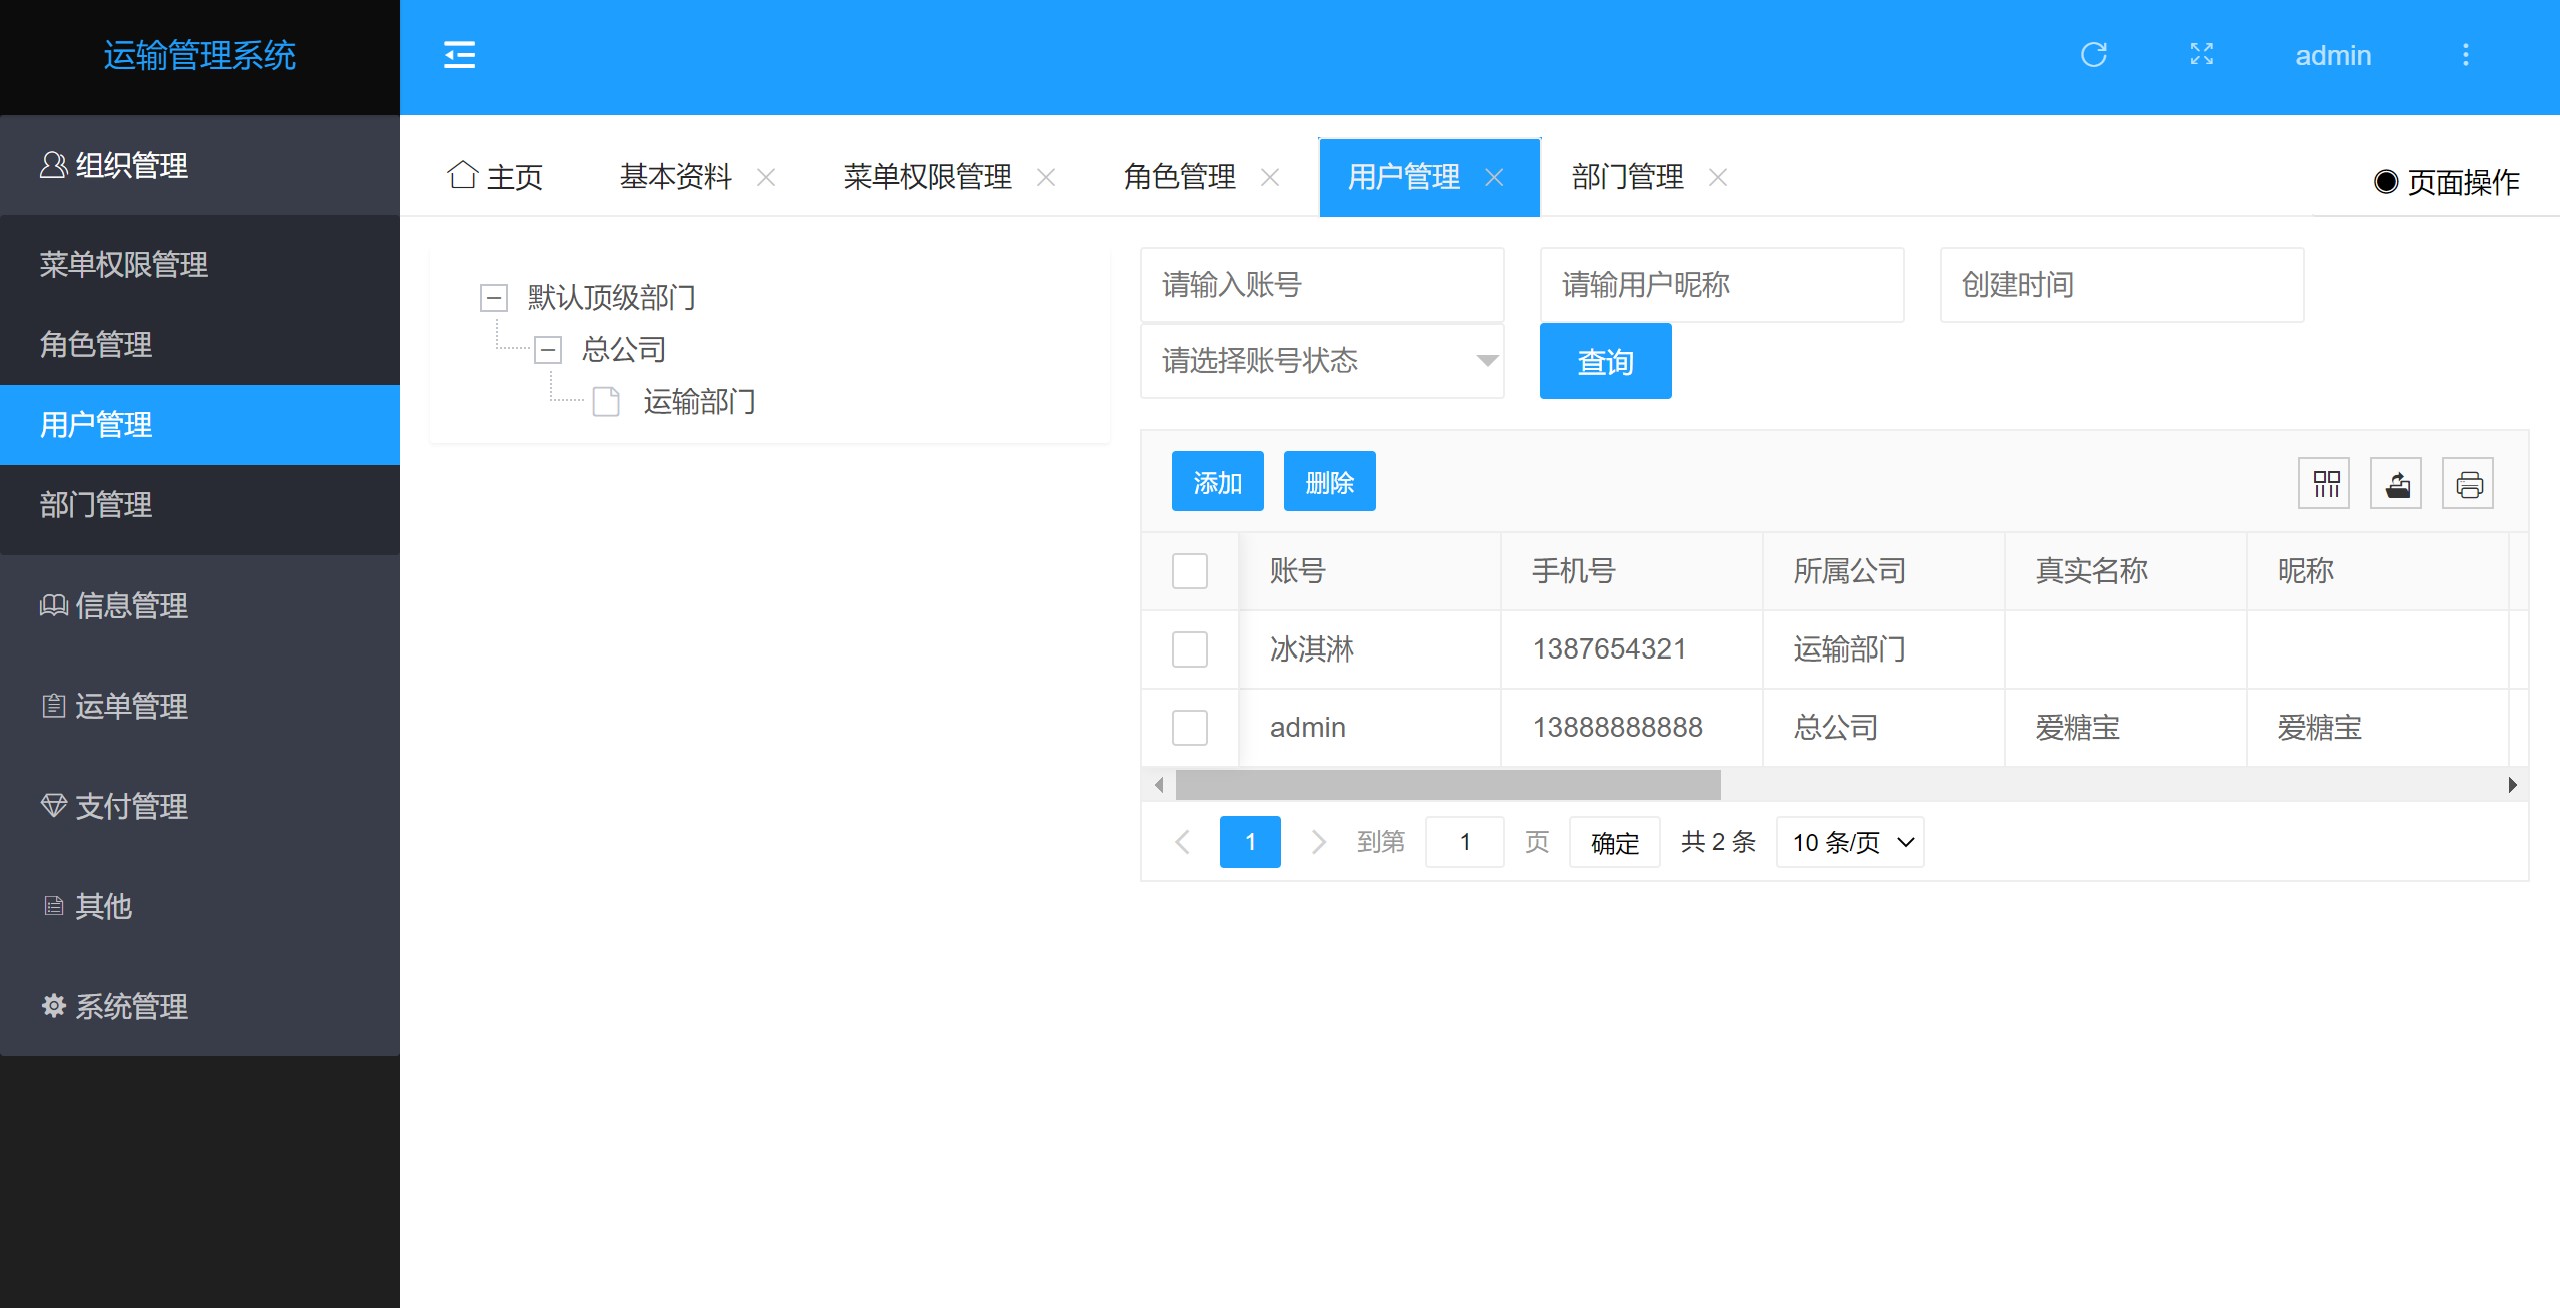 运输管理系统
admin
组织管理
菜单权限管理
角色管理
用户管理
部门管理
信息管理
运单管理
支付管理
其他
系统管理
主页 基本资料 菜单权限管理 角色管理 用户管理 部门管理 页面操作
默认顶级部门
总公司
运输部门
请输入账号 请输用户昵称 创建时间
请选择账号状态 查询
添加 删除
账号 手机号 所属公司 真实名称 昵称
冰淇淋 1387654321 运输部门
admin 13888888888 总公司 爱糖宝 爱糖宝
1 到第 1 页 确定 共 2 条 10 条/页